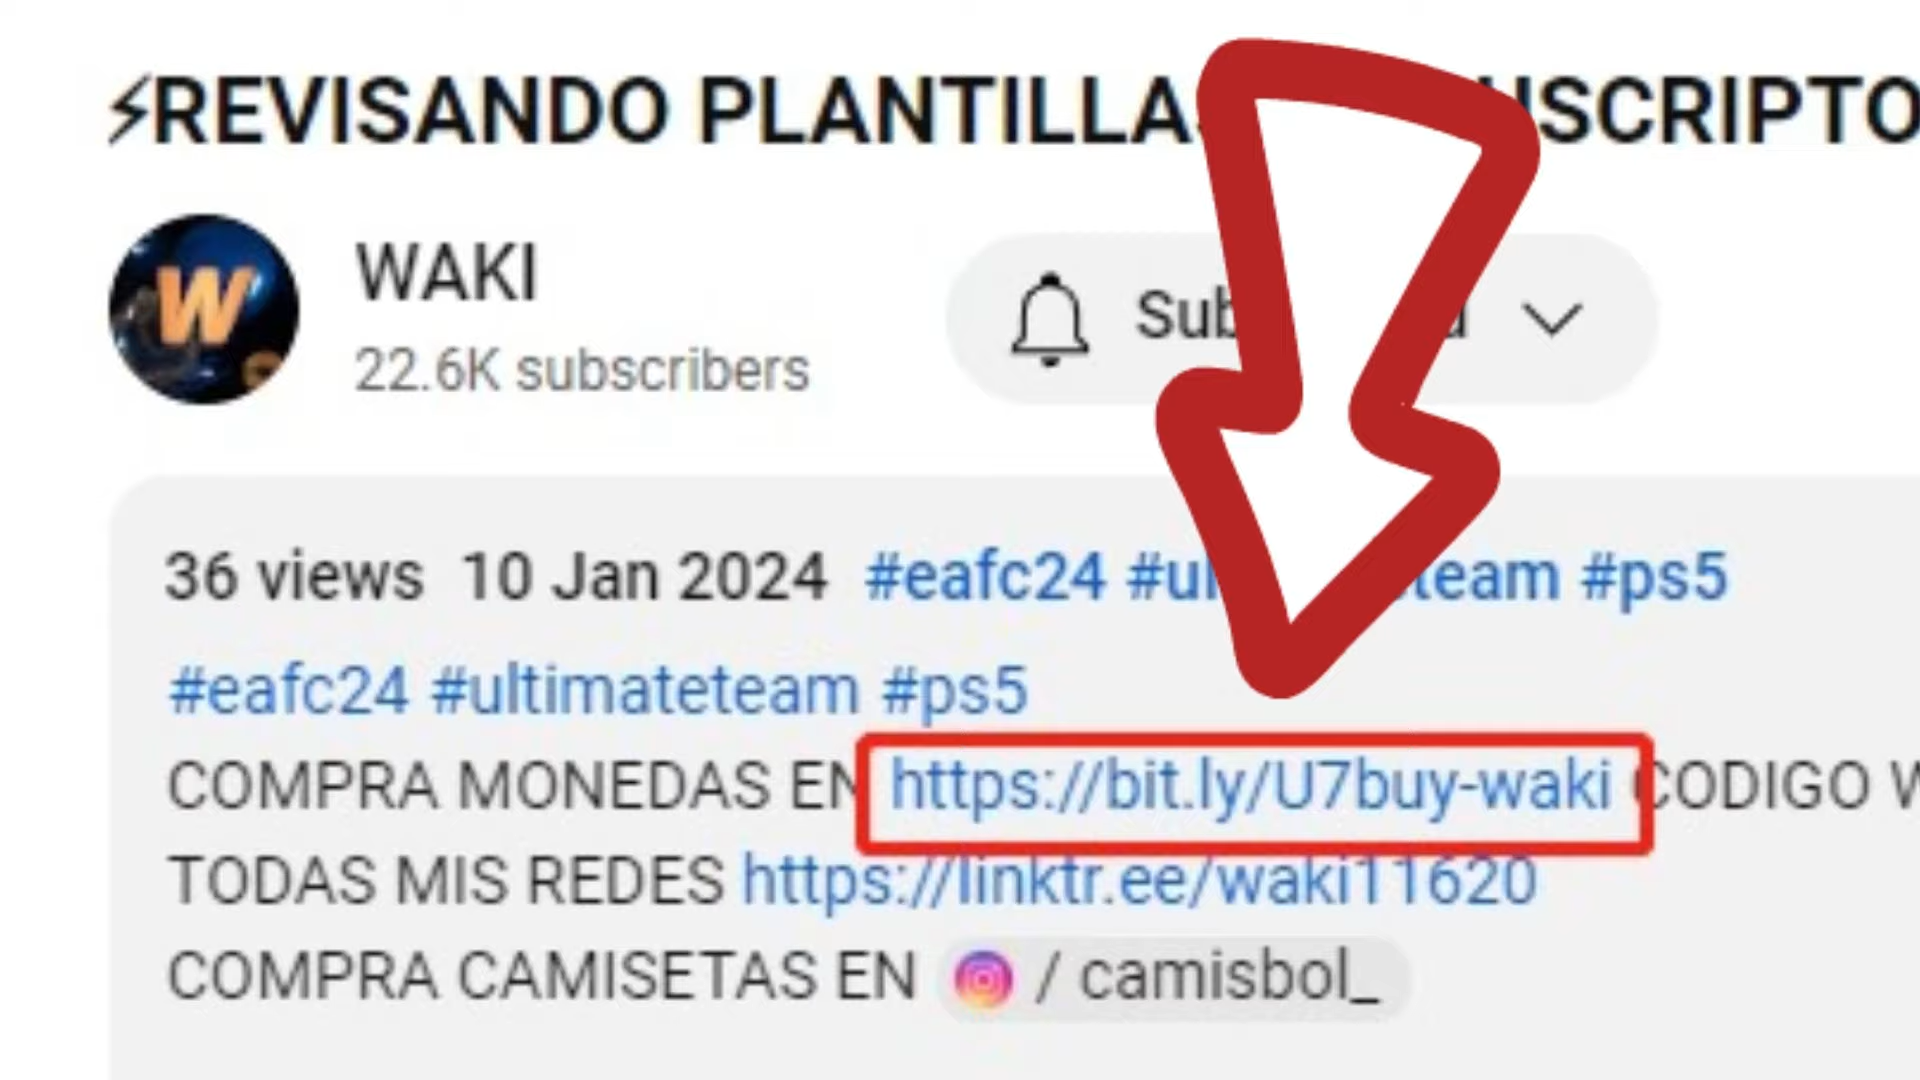 ⚡REVISANDO PLANTILLAS USCRIPTO
W
WAKI
22.6K subscribers
Sub d
36 views 10 Jan 2024 #eafc24 #ul team #ps5
#eafc24 #ultimateteam #ps5
COMPRA MONEDAS EN https://bit.ly/U7buy-waki CODIGO W
TODAS MIS REDES https://linktr.ee/waki11620
COMPRA CAMISETAS EN / camisbol_